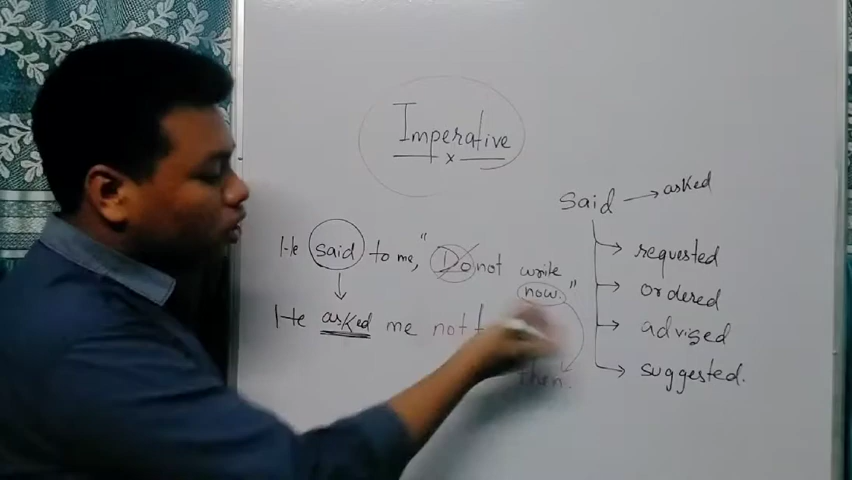 Imperative
x
Said → asked
requested
ordered
advised
suggested.
He said to me, "Do not write
now."
He asked me not
then.